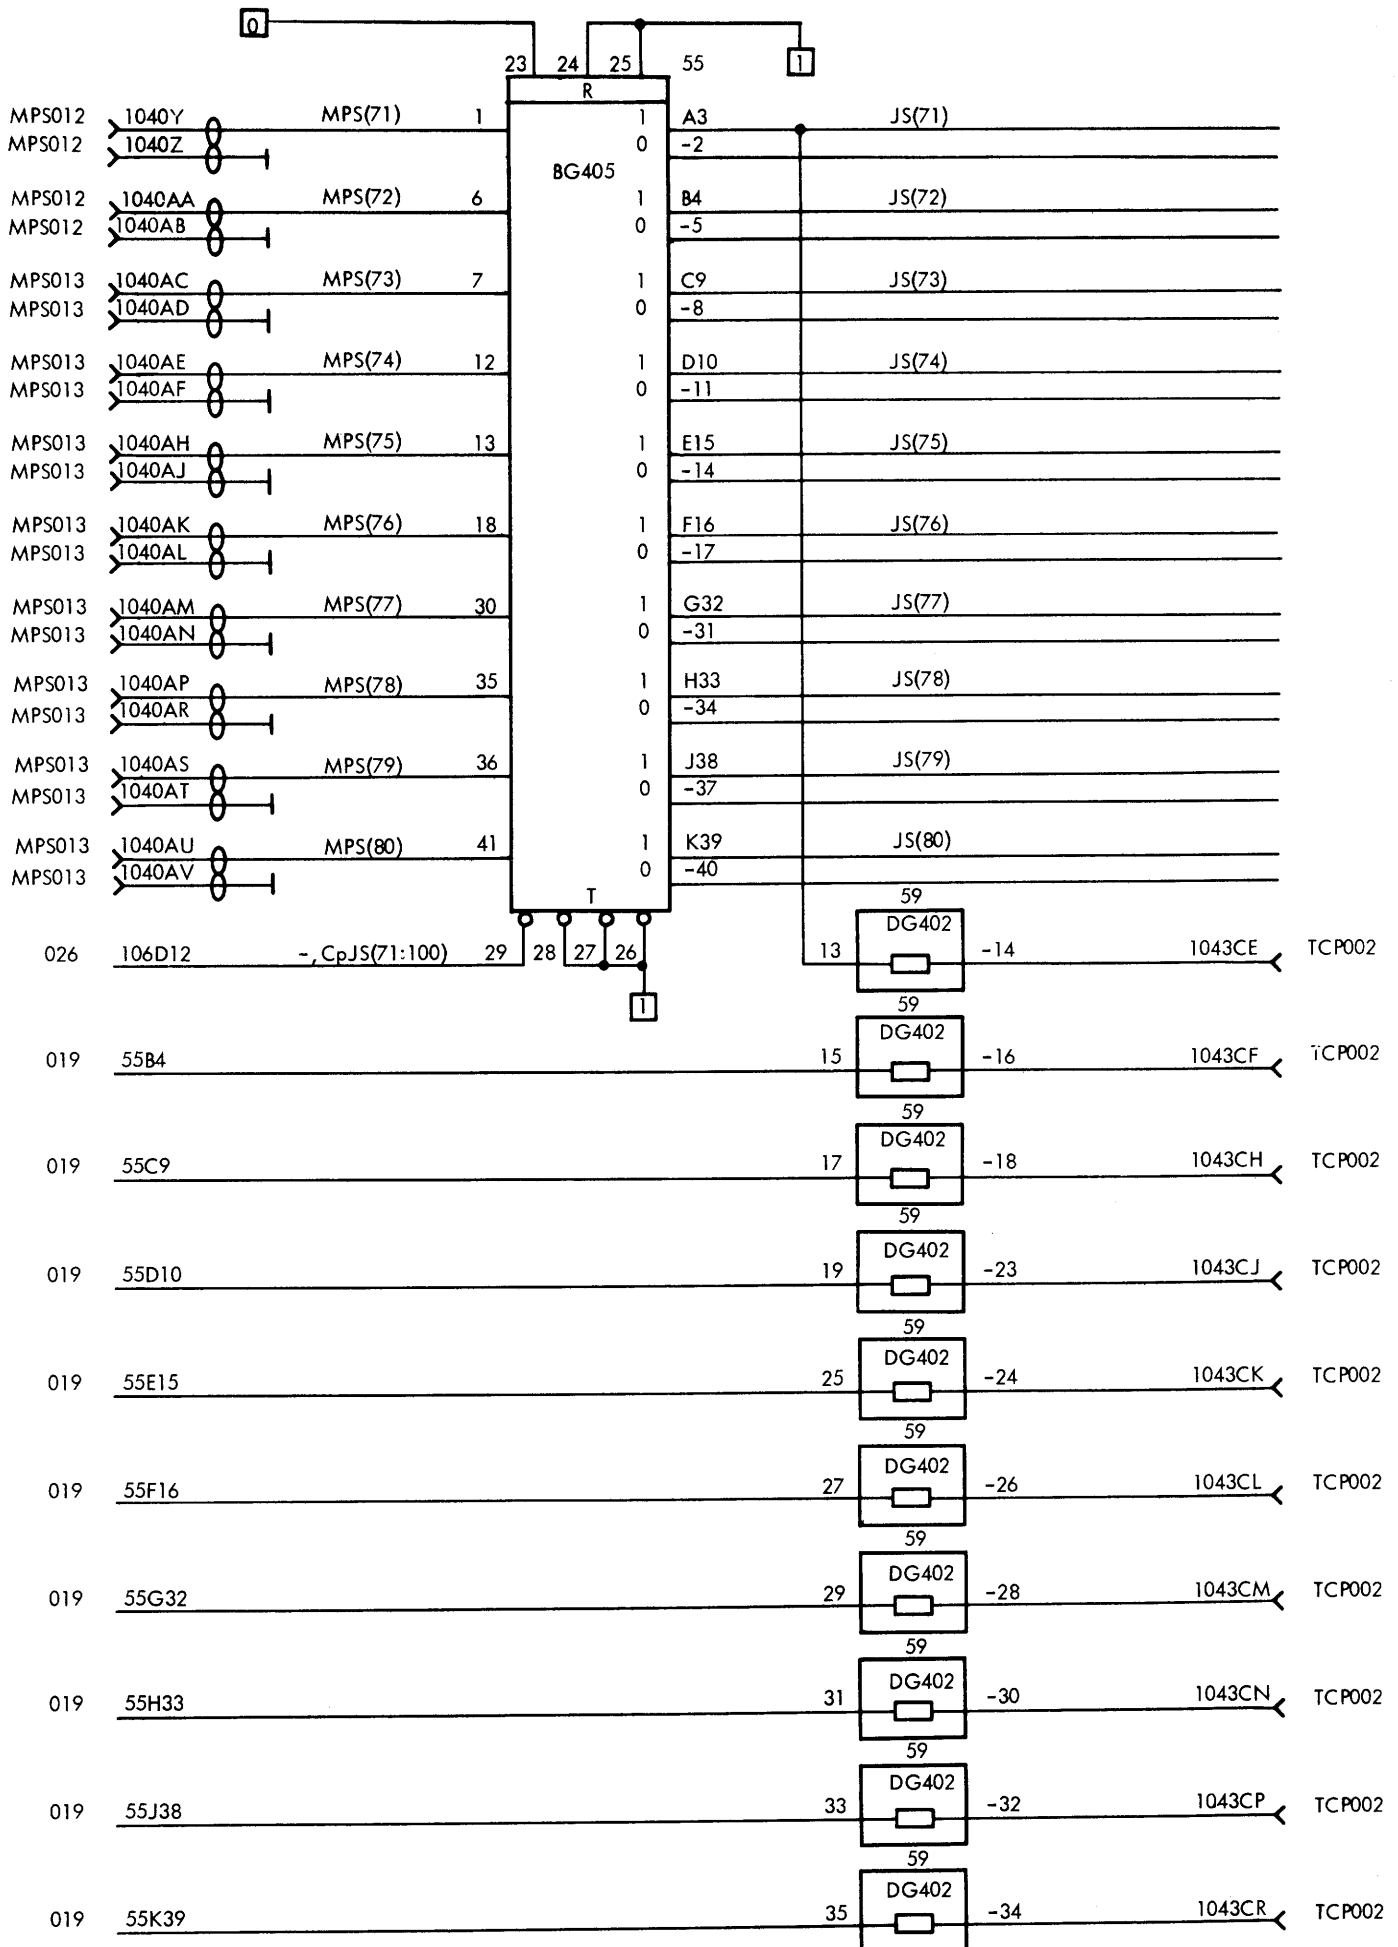 0
23 24 25 55
1
R
MPS012 1040Y MPS(71) 1 1 A3 JS(71)
MPS012 1040Z 0 -2
BG405
MPS012 1040AA MPS(72) 6 1 B4 JS(72)
MPS012 1040AB 0 -5
MPS013 1040AC MPS(73) 7 1 C9 JS(73)
MPS013 1040AD 0 -8
MPS013 1040AE MPS(74) 12 1 D10 JS(74)
MPS013 1040AF 0 -11
MPS013 1040AH MPS(75) 13 1 E15 JS(75)
MPS013 1040AJ 0 -14
MPS013 1040AK MPS(76) 18 1 F16 JS(76)
MPS013 1040AL 0 -17
MPS013 1040AM MPS(77) 30 1 G32 JS(77)
MPS013 1040AN 0 -31
MPS013 1040AP MPS(78) 35 1 H33 JS(78)
MPS013 1040AR 0 -34
MPS013 1040AS MPS(79) 36 1 J38 JS(79)
MPS013 1040AT 0 -37
MPS013 1040AU MPS(80) 41 1 K39 JS(80)
MPS013 1040AV 0 -40
T
59
DG402
026 106D12 -,CpJS(71:100) 29 28 27 26 13 -14 1043CE TCP002
1
59
DG402
019 55B4 15 -16 1043CF TCP002
59
DG402
019 55C9 17 -18 1043CH TCP002
59
DG402
019 55D10 19 -23 1043CJ TCP002
59
DG402
019 55E15 25 -24 1043CK TCP002
59
DG402
019 55F16 27 -26 1043CL TCP002
59
DG402
019 55G32 29 -28 1043CM TCP002
59
DG402
019 55H33 31 -30 1043CN TCP002
59
DG402
019 55J38 33 -32 1043CP TCP002
59
DG402
019 55K39 35 -34 1043CR TCP002